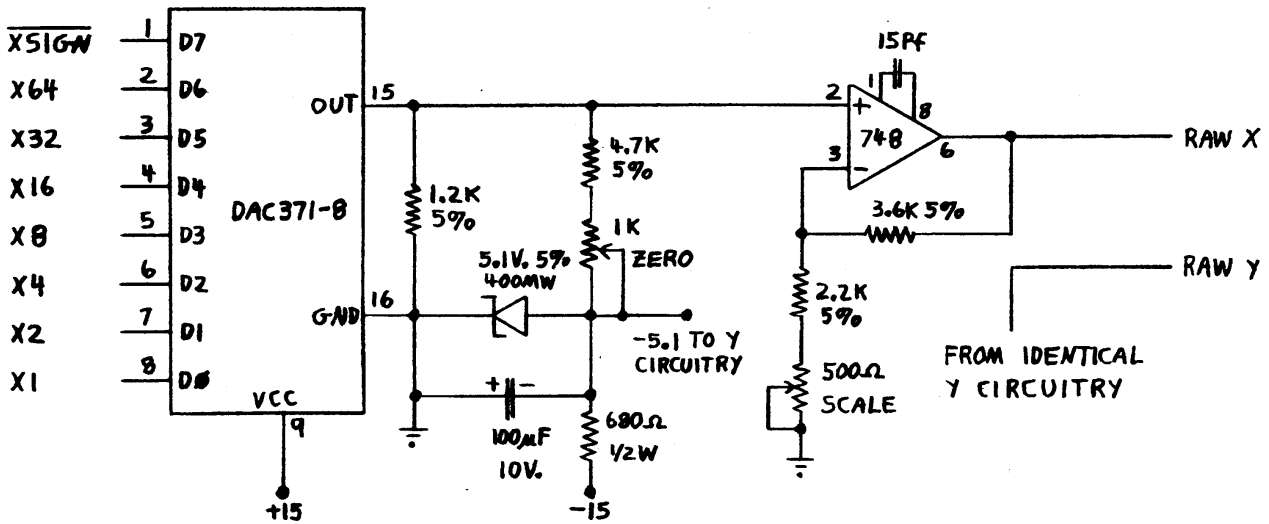 XSIGN
1
D7
X64
2
D6
X32
3
D5
X16
4
D4
X8
5
D3
X4
6
D2
X2
7
D1
X1
8
DØ
DAC371-8
OUT
15
GND
16
VCC
9
+15
1.2K
5%
4.7K
5%
1K
ZERO
5.1V. 5%
400MW
-5.1 TO Y
CIRCUITRY
+
-
100µF
10V.
680Ω
1/2W
-15
15Pf
1
8
2
+
748
6
3
-
3.6K 5%
2.2K
5%
500Ω
SCALE
RAW X
RAW Y
FROM IDENTICAL
Y CIRCUITRY